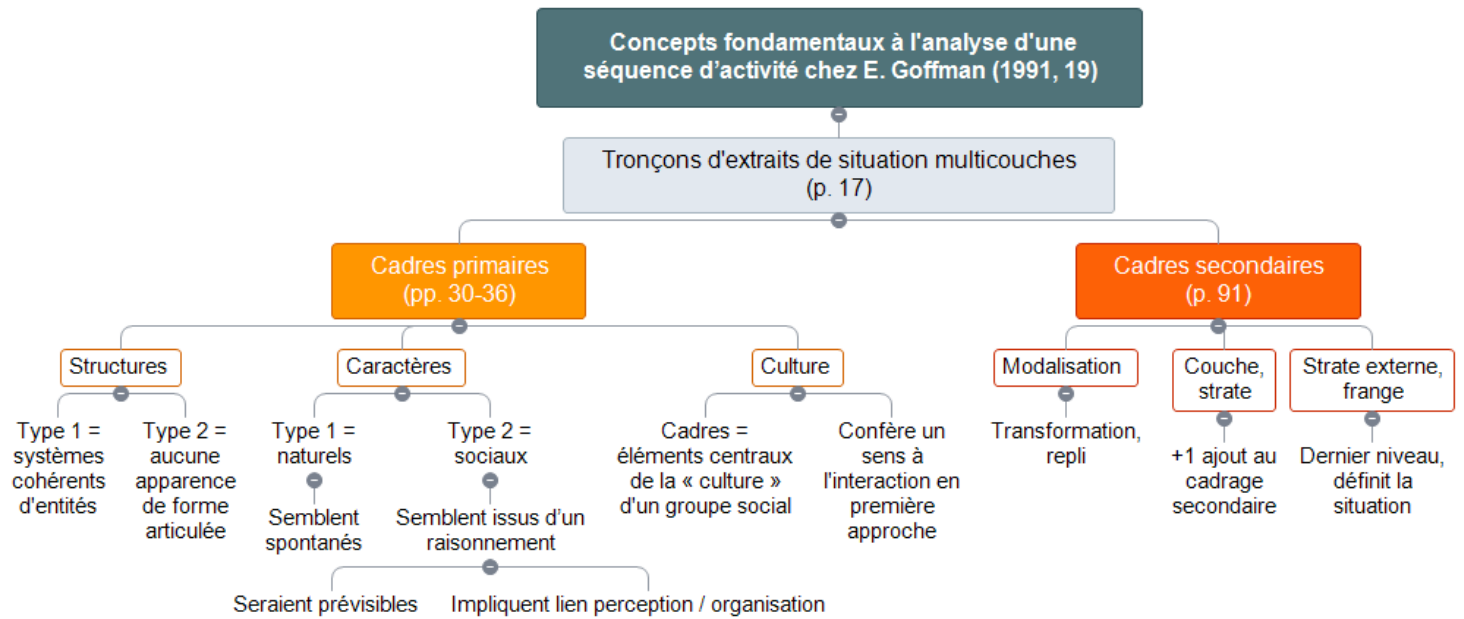 Concepts fondamentaux à l'analyse d'une
séquence d’activité chez E. Goffman (1991, 19)
Tronçons d'extraits de situation multicouches
(p. 17)
Cadres primaires
(pp. 30-36)
Cadres secondaires
(p. 91)
Structures
Caractères
Culture
Modalisation
Couche,
strate
Strate externe,
frange
Type 1 =
systèmes
cohérents
d'entités
Type 2 =
aucune
apparence
de forme
articulée
Type 1 =
naturels
Type 2 =
sociaux
Cadres =
éléments centraux
de la « culture »
d'un groupe social
Confère un
sens à
l'interaction en
première
approche
Transformation,
repli
+1 ajout au
cadrage
secondaire
Dernier niveau,
définit la
situation
Semblent
spontanés
Semblent issus d’un
raisonnement
Seraient prévisibles
Impliquent lien perception / organisation